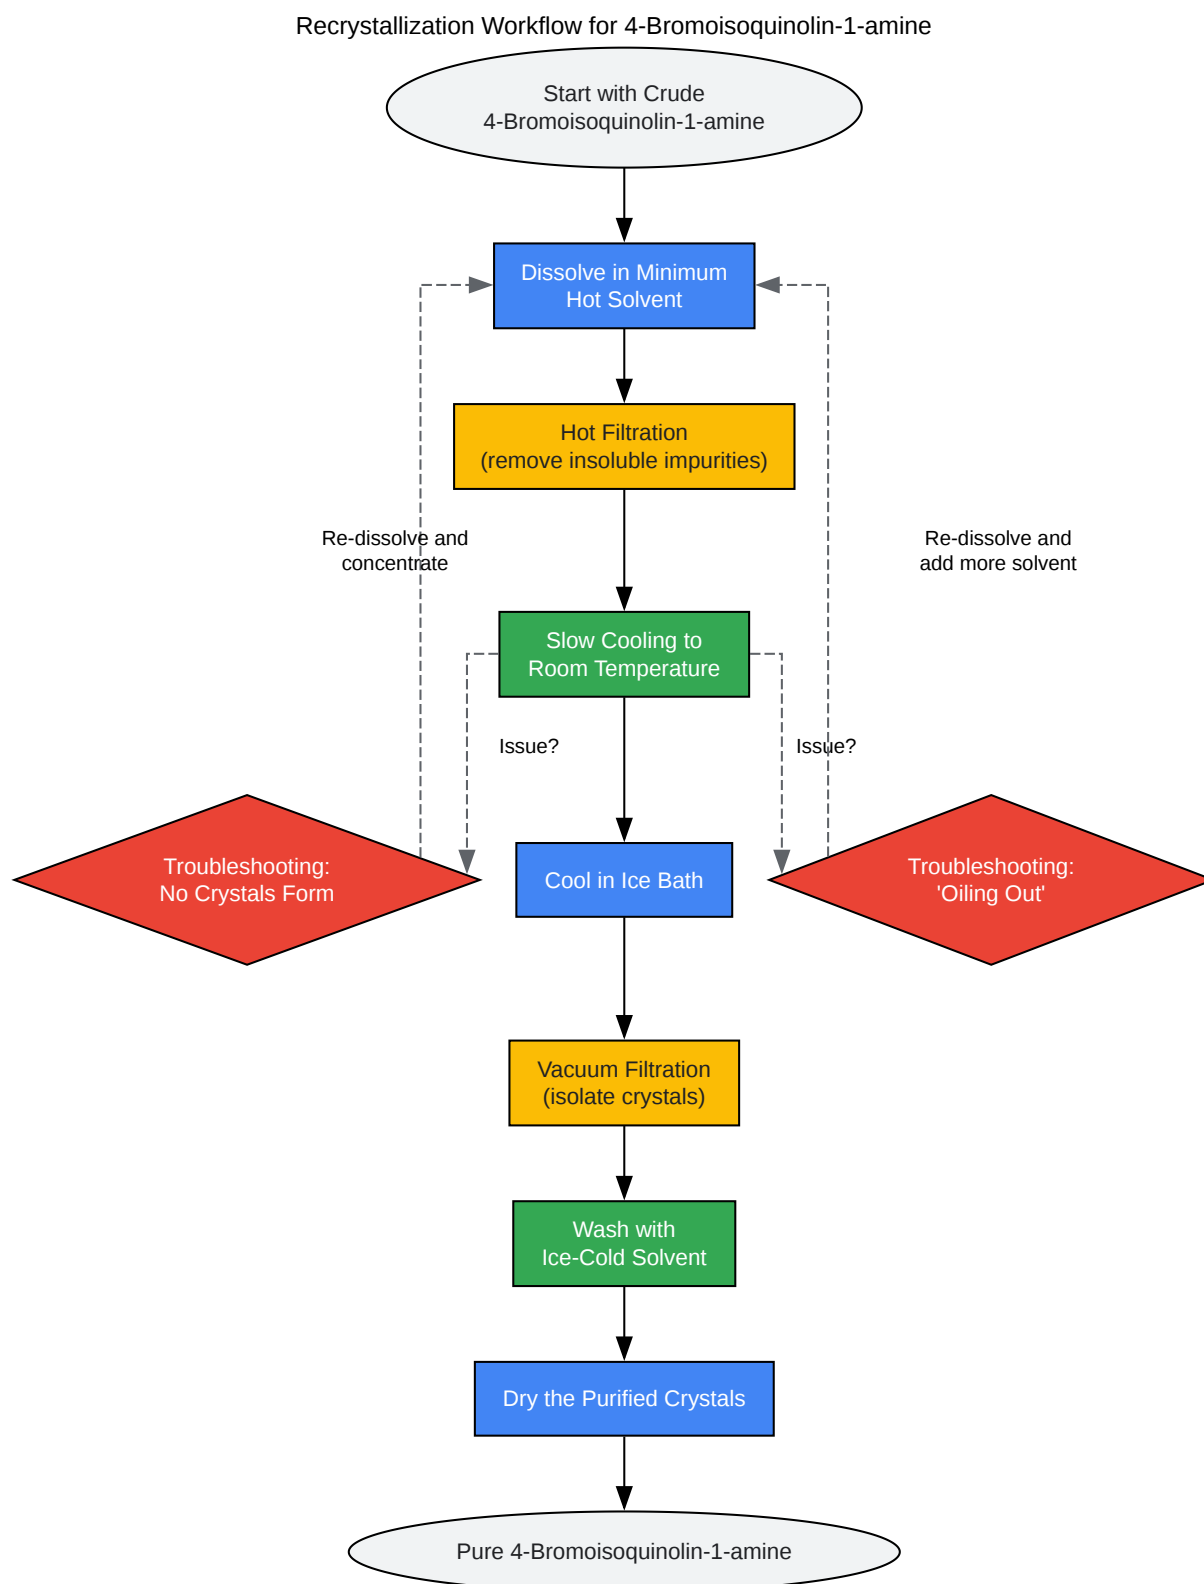 Recrystallization Workflow for 4-Bromoisoquinolin-1-amine
Start with Crude
4-Bromoisoquinolin-1-amine
Dissolve in Minimum
Hot Solvent
Hot Filtration
(remove insoluble impurities)
Re-dissolve and
concentrate
Re-dissolve and
add more solvent
Slow Cooling to
Room Temperature
Issue?
Issue?
Troubleshooting:
No Crystals Form
Cool in Ice Bath
Troubleshooting:
'Oiling Out'
Vacuum Filtration
(isolate crystals)
Wash with
Ice-Cold Solvent
Dry the Purified Crystals
Pure 4-Bromoisoquinolin-1-amine